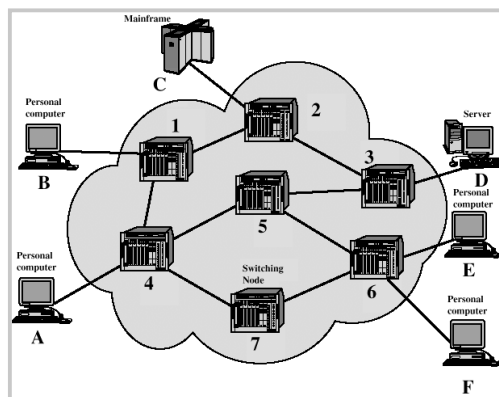 Mainframe
C
Personal
computer
B
1
2
3
Server
D
Personal
computer
E
5
4
Switching
Node
7
6
Personal
computer
A
Personal
computer
F